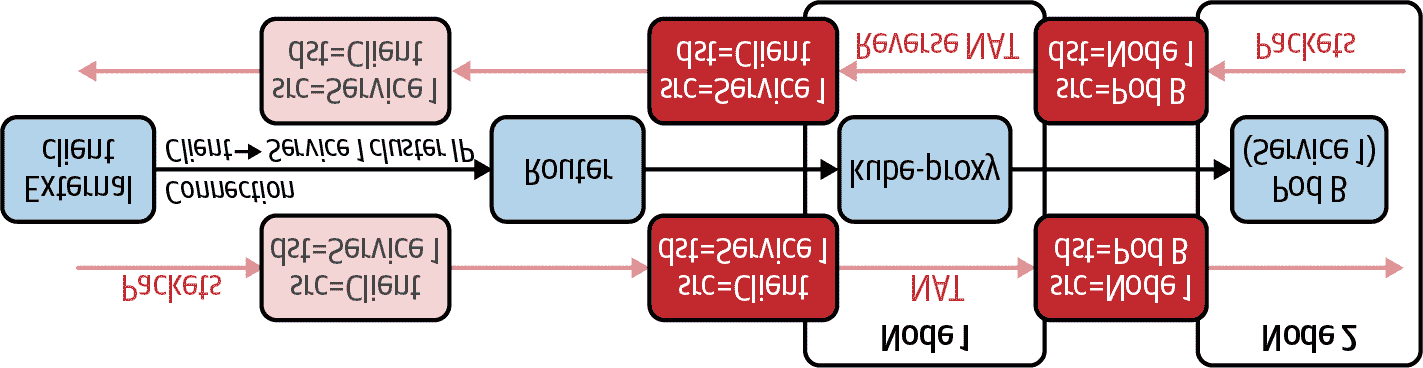 Node 1
Node 2
Packets
src=Client
dst=Service 1
src=Client
dst=Service 1
NAT
src=Node 1
dst=Pod B
External
client
Connection
Client→Service 1 cluster IP
Router
kube-proxy
Pod B
(Service 1)
src=Service 1
dst=Client
src=Service 1
dst=Client
Reverse NAT
src=Pod B
dst=Node 1
Packets